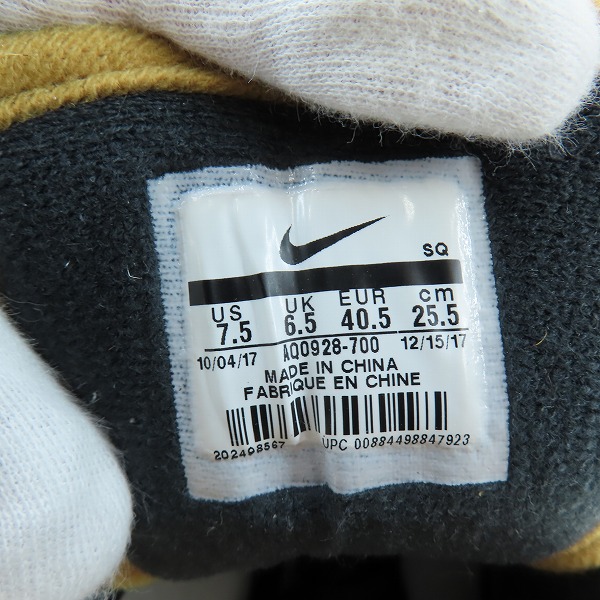 SQ
US UK EUR cm
7.5 6.5 40.5 25.5
10/04/17 AQ0928-700 12/15/17
MADE IN CHINA
FABRIQUE EN CHINE
202408567 UPC 00884498847923